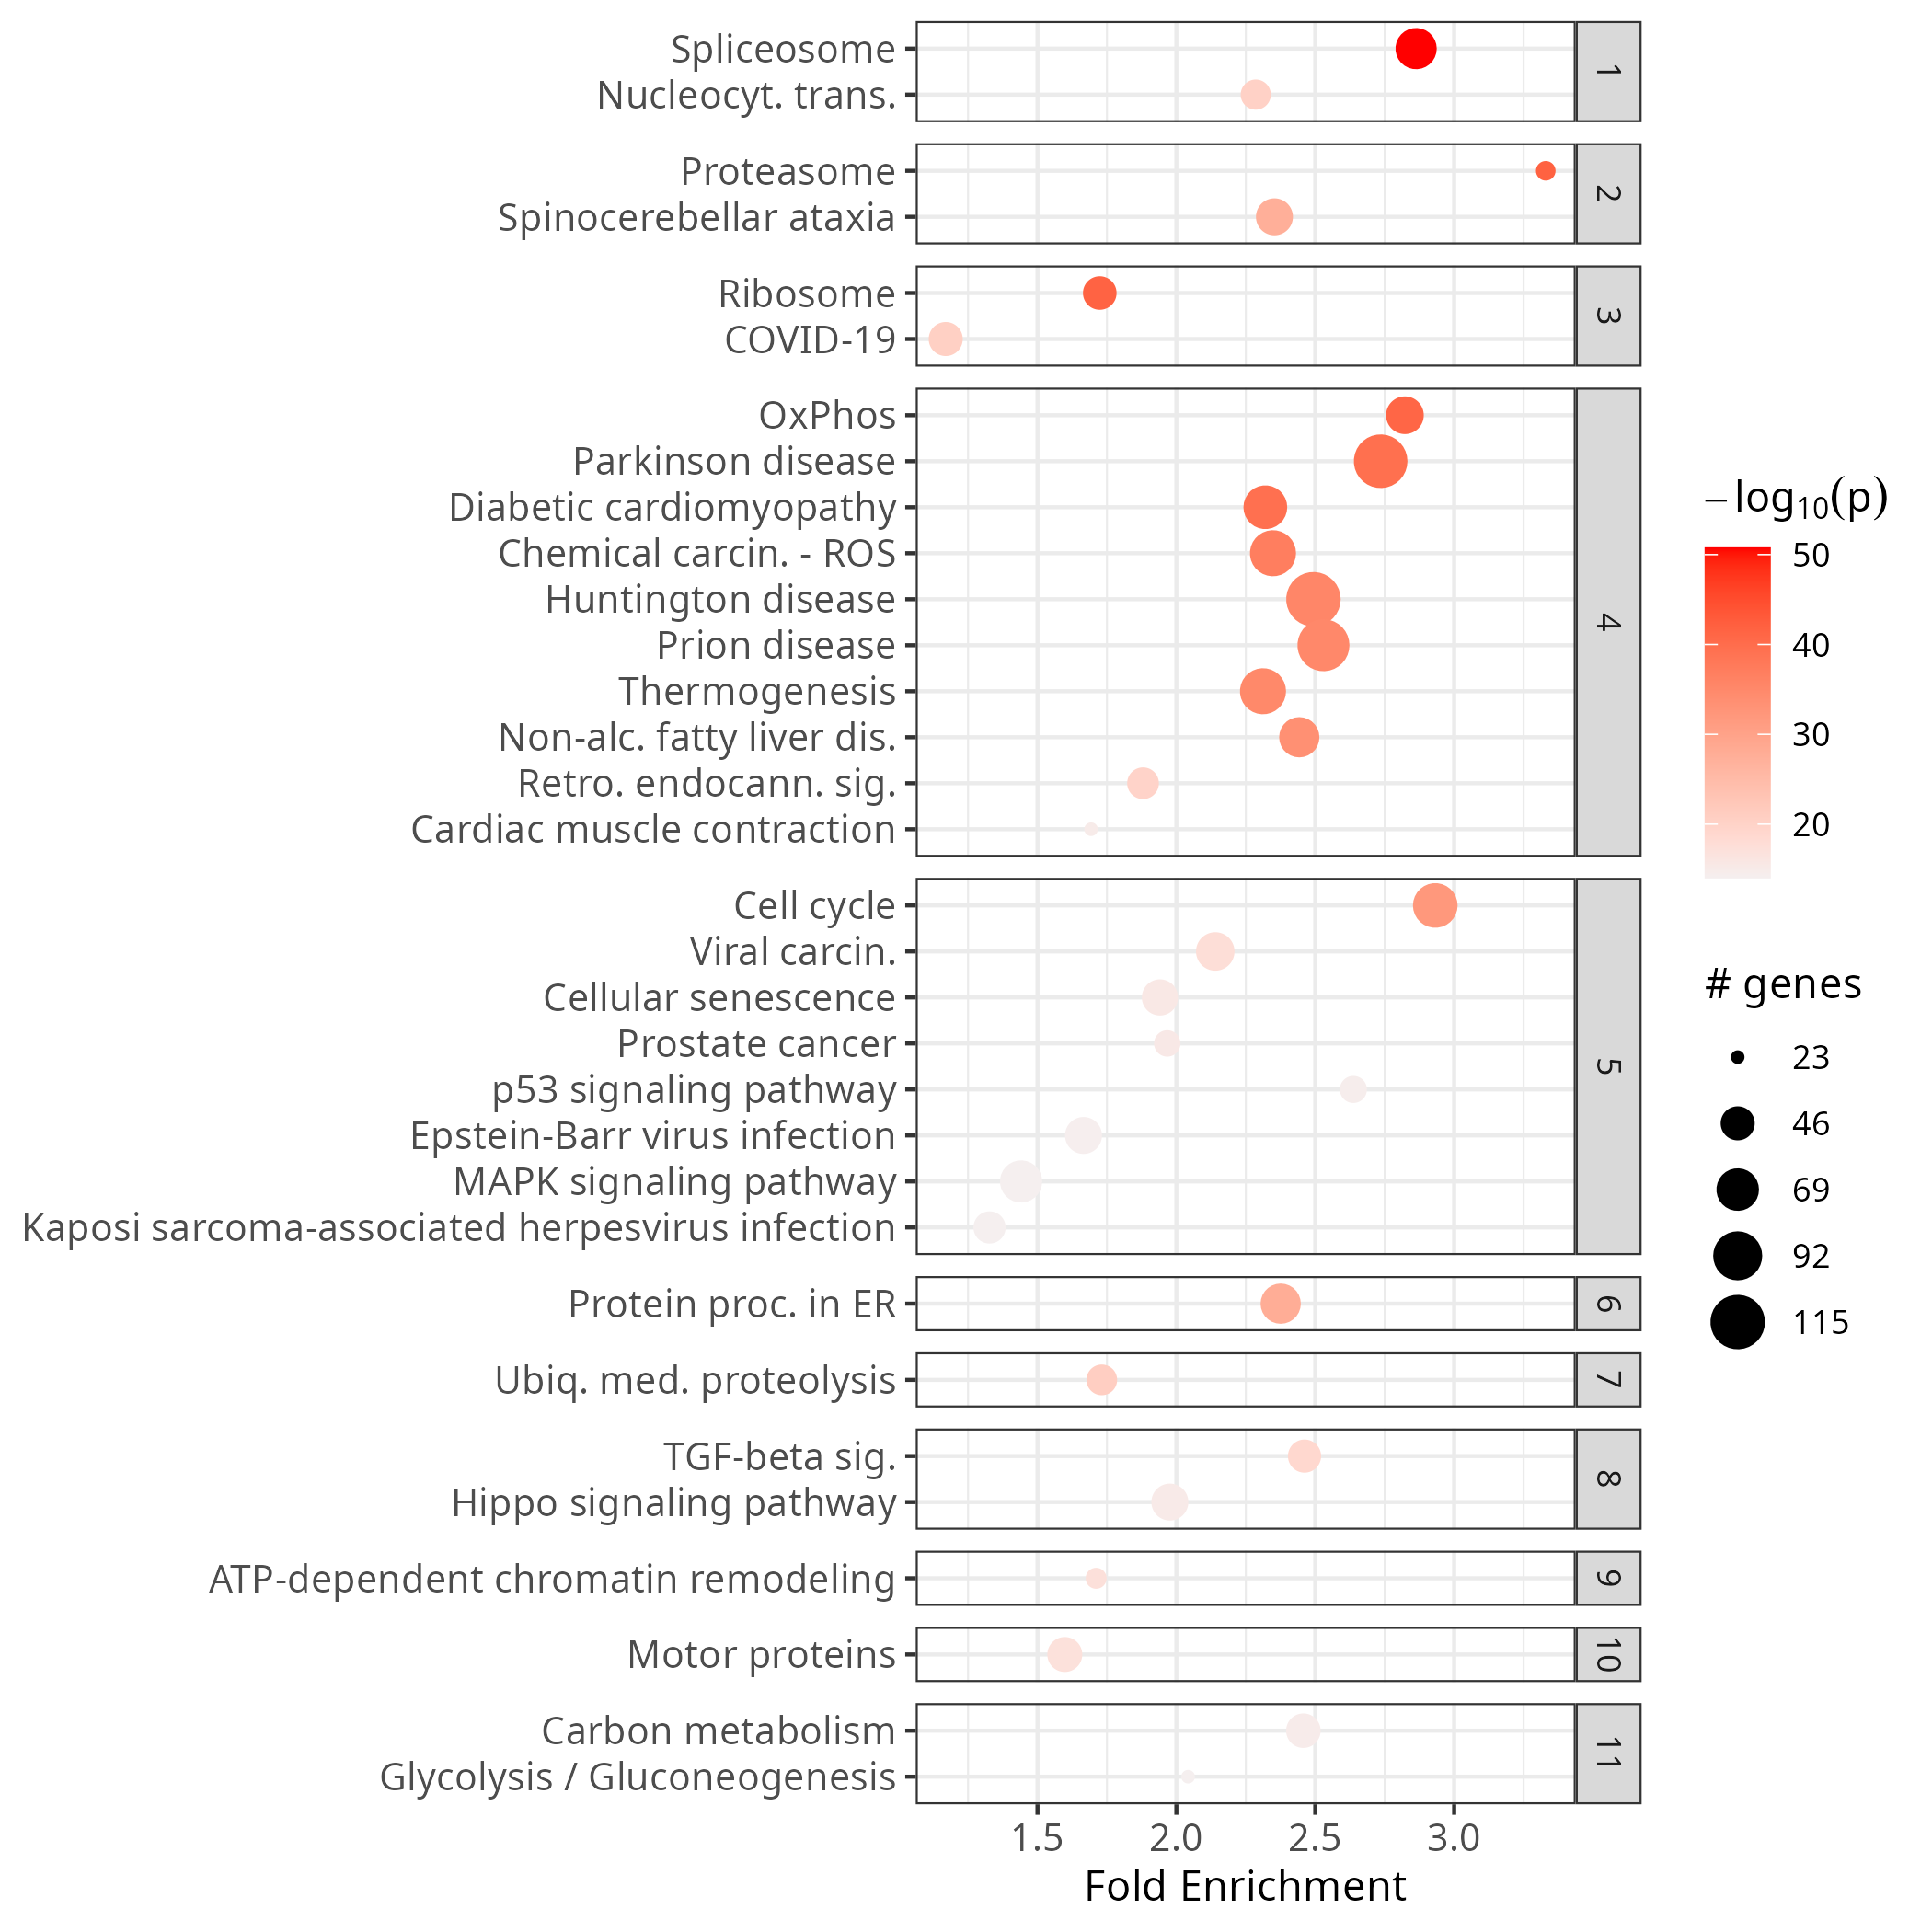 Spliceosome
Nucleocyt. trans.
1
Proteasome
Spinocerebellar ataxia
2
Ribosome
COVID-19
3
OxPhos
Parkinson disease
Diabetic cardiomyopathy
Chemical carcin. - ROS
Huntington disease
Prion disease
Thermogenesis
Non-alc. fatty liver dis.
Retro. endocann. sig.
Cardiac muscle contraction
4
Cell cycle
Viral carcin.
Cellular senescence
Prostate cancer
p53 signaling pathway
Epstein-Barr virus infection
MAPK signaling pathway
Kaposi sarcoma-associated herpesvirus infection
5
Protein proc. in ER
6
Ubiq. med. proteolysis
7
TGF-beta sig.
Hippo signaling pathway
8
ATP-dependent chromatin remodeling
9
Motor proteins
10
Carbon metabolism
Glycolysis / Gluconeogenesis
11
1.5 2.0 2.5 3.0
Fold Enrichment
−log₁₀(p)
50
40
30
20
# genes
23
46
69
92
115